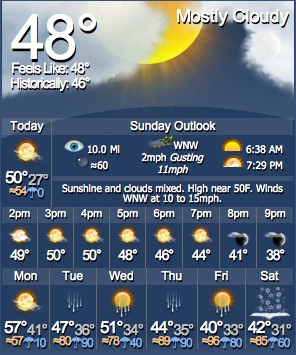 48°
Mostly Cloudy
Feels Like: 48°
Historically: 46°
Today
Sunday Outlook
10.0 MI
≈60
WNW
2mph Gusting
11mph
6:38 AM
7:29 PM
50° 27°
≈54 0
Sunshine and clouds mixed. High near 50F. Winds
WNW at 10 to 15mph.
2pm 3pm 4pm 5pm 6pm 7pm 8pm 9pm
49° 50° 50° 48° 46° 44° 41° 38°
Mon Tue Wed Thu Fri Sat
57° 41° 47° 36° 51° 34° 44° 35° 40° 33° 42° 31°
≈57 10 ≈60 90 ≈78 40 ≈69 90 ≈96 80 ≈65 60